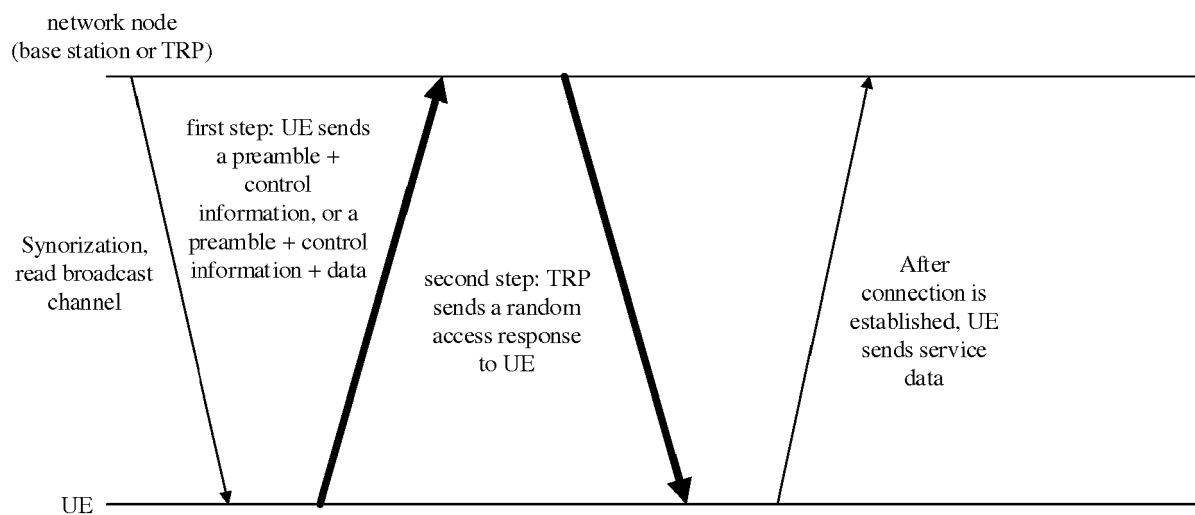 network node
(base station or TRP)
first step: UE sends
a preamble +
control
information, or a
preamble + control
information + data
Synorization,
read broadcast
channel
second step: TRP
sends a random
access response
to UE
After
connection is
established, UE
sends service
data
UE